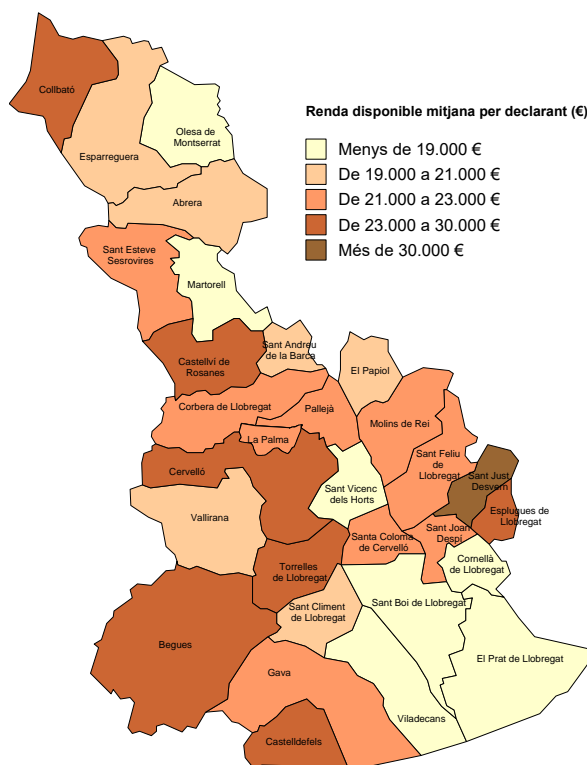 Collbató
Olesa de
Montserrat
Esparreguera
Abrera
Renda disponible mitjana per declarant (€)
Menys de 19.000 €
De 19.000 a 21.000 €
De 21.000 a 23.000 €
De 23.000 a 30.000 €
Més de 30.000 €
Sant Esteve
Sesrovires
Martorell
Sant Andreu
de la Barca
Castellví de
Rosanes
El Papiol
Corbera de Llobregat
Pallejà
Molins de Rei
La Palma
Cervelló
Sant Feliu
de
Llobregat
Sant Just
Desvern
Sant Vicenc
dels Horts
Esplugues de
Llobregat
Vallirana
Santa Coloma
de Cervelló
Sant Joan
Despí
Cornellà
de Llobregat
Torrelles
de Llobregat
Sant Climent
de Llobregat
Sant Boi de Llobregat
Begues
El Prat de Llobregat
Gava
Viladecans
Castelldefels